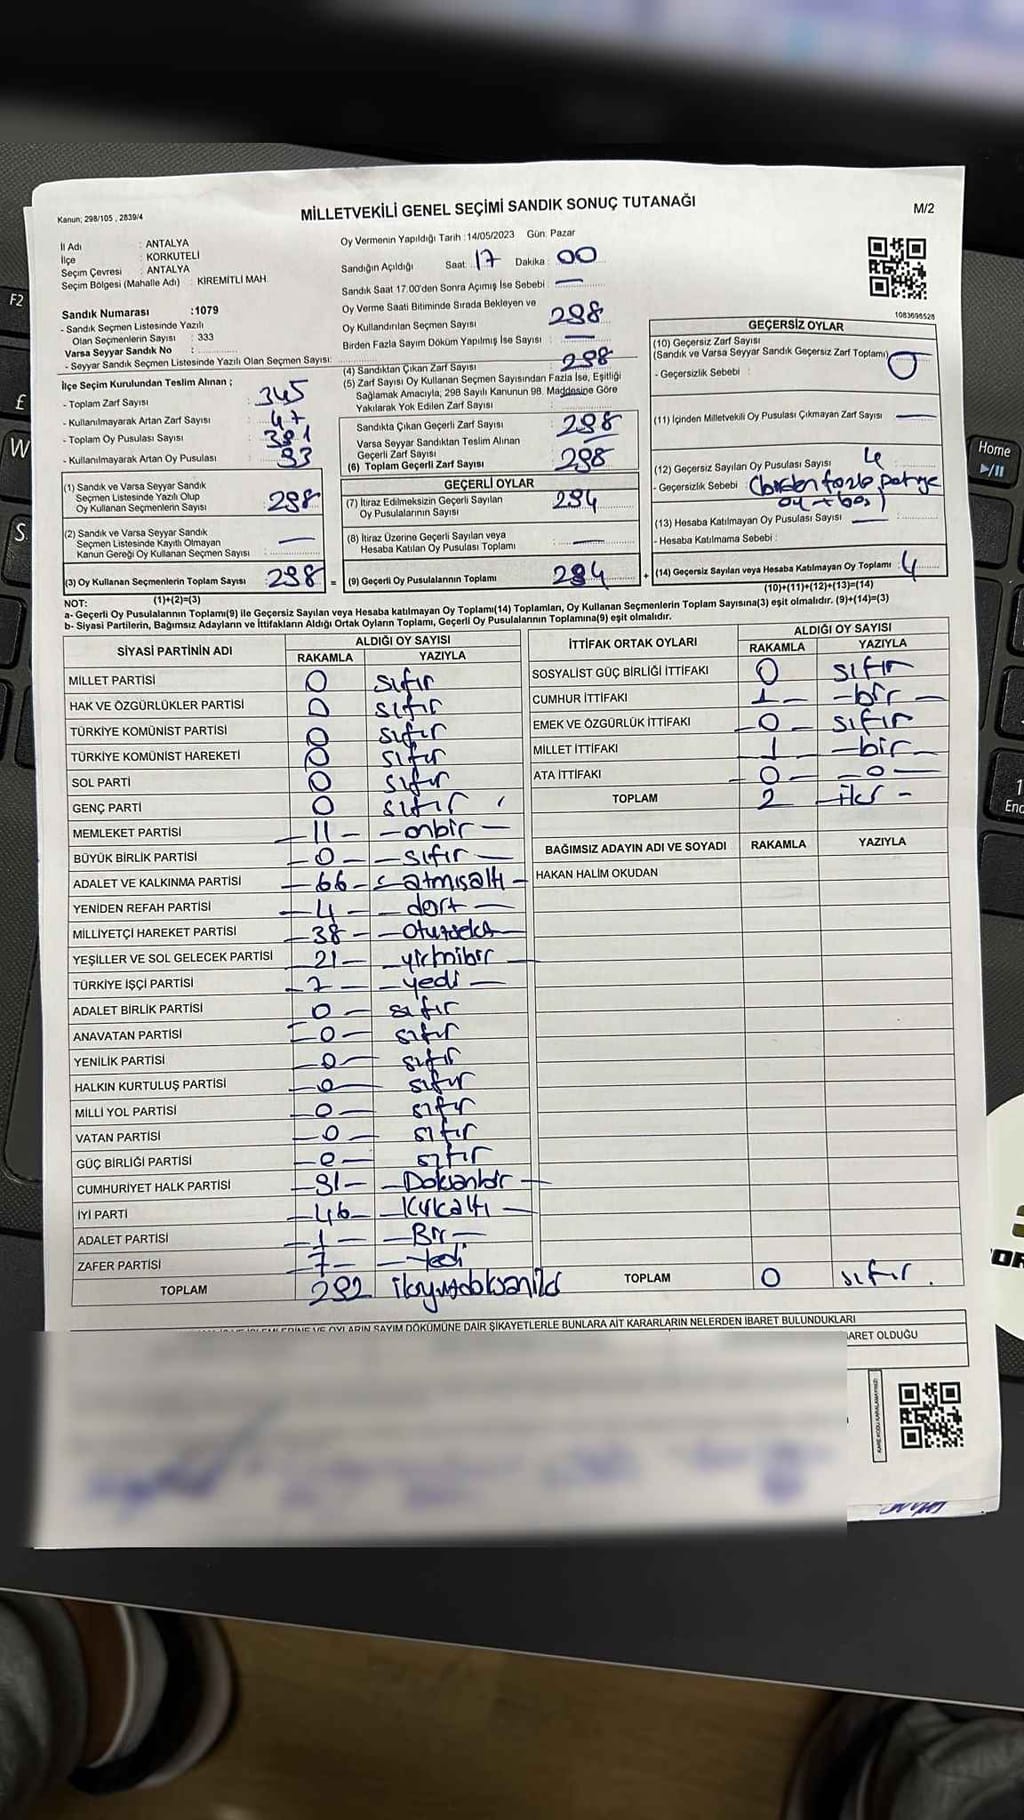 MİLLETVEKİLİ GENEL SEÇİMİ SANDIK SONUÇ TUTANAĞI
Kanun; 298/105 , 2839/4
M/2
İl Adı : ANTALYA
İlçe : KORKUTELİ
Seçim Çevresi : ANTALYA
Seçim Bölgesi (Mahalle Adı) : KİREMİTLİ MAH.
Sandık Numarası :1079
- Sandık Seçmen Listesinde Yazılı
Olan Seçmenlerin Sayısı : 333
Varsa Seyyar Sandık No :
- Seyyar Sandık Seçmen Listesinde Yazılı Olan Seçmen Sayısı:
Oy Vermenin Yapıldığı Tarih :14/05/2023 Gün: Pazar
Sandığın Açıldığı Saat: 17 Dakika : 00
Sandık Saat 17.00'den Sonra Açımış İse Sebebi : —
Oy Verme Saati Bitiminde Sırada Bekleyen ve
Oy Kullandırılan Seçmen Sayısı : 298
Birden Fazla Sayım Döküm Yapılmış İse Sayısı : —
1083698528
İlçe Seçim Kurulundan Teslim Alınan ;
- Toplam Zarf Sayısı : 345
- Kullanılmayarak Artan Zarf Sayısı : 47
- Toplam Oy Pusulası Sayısı : 391
- Kullanılmayarak Artan Oy Pusulası : 93
(4) Sandıktan Çıkan Zarf Sayısı : 298
(5) Zarf Sayısı Oy Kullanan Seçmen Sayısından Fazla İse, Eşitliği
Sağlamak Amacıyla; 298 Sayılı Kanunun 98. Maddesine Göre
Yakılarak Yok Edilen Zarf Sayısı :
Sandıkta Çıkan Geçerli Zarf Sayısı : 298
Varsa Seyyar Sandıktan Teslim Alınan
Geçerli Zarf Sayısı : —
(6) Toplam Geçerli Zarf Sayısı : 298
GEÇERSİZ OYLAR
(10) Geçersiz Zarf Sayısı
(Sandık ve Varsa Seyyar Sandık Geçersiz Zarf Toplamı) 0
- Geçersizlik Sebebi :
(11) İçinden Milletvekili Oy Pusulası Çıkmayan Zarf Sayısı —
(12) Geçersiz Sayılan Oy Pusulası Sayısı : 4
- Geçersizlik Sebebi : (birden fazla partiye
oy + boş)
(13) Hesaba Katılmayan Oy Pusulası Sayısı : —
- Hesaba Katılmama Sebebi :
(14) Geçersiz Sayılan veya Hesaba Katılmayan Oy Toplamı : 4
(10)+(11)+(12)+(13)=(14)
(1) Sandık ve Varsa Seyyar Sandık
Seçmen Listesinde Yazılı Olup
Oy Kullanan Seçmenlerin Sayısı : 298
(2) Sandık ve Varsa Seyyar Sandık
Seçmen Listesinde Kayıtlı Olmayan
Kanun Gereği Oy Kullanan Seçmen Sayısı : —
(3) Oy Kullanan Seçmenlerin Toplam Sayısı : 298 =
(1)+(2)=(3)
GEÇERLİ OYLAR
(7) İtiraz Edilmeksizin Geçerli Sayılan
Oy Pusulalarının Sayısı : 294
(8) İtiraz Üzerine Geçerli Sayılan veya
Hesaba Katılan Oy Pusulası Toplamı : —
(9) Geçerli Oy Pusulalarının Toplamı : 294 +
NOT:
a- Geçerli Oy Pusulalarının Toplamı(9) ile Geçersiz Sayılan veya Hesaba katılmayan Oy Toplamı(14) Toplamları, Oy Kullanan Seçmenlerin Toplam Sayısına(3) eşit olmalıdır. (9)+(14)=(3)
b- Siyasi Partilerin, Bağımsız Adayların ve İttifakların Aldığı Ortak Oyların Toplamı, Geçerli Oy Pusulalarının Toplamına(9) eşit olmalıdır.
SİYASİ PARTİNİN ADI ALDIĞI OY SAYISI
RAKAMLA YAZIYLA
MİLLET PARTİSİ 0 sıfır
HAK VE ÖZGÜRLÜKLER PARTİSİ 0 sıfır
TÜRKİYE KOMÜNİST PARTİSİ 0 sıfır
TÜRKİYE KOMÜNİST HAREKETİ 0 sıfır
SOL PARTİ 0 sıfır
GENÇ PARTİ 0 sıfır
MEMLEKET PARTİSİ — 11 — — onbir —
BÜYÜK BİRLİK PARTİSİ — 0 — — sıfır —
ADALET VE KALKINMA PARTİSİ — 66 — — atmışaltı —
YENİDEN REFAH PARTİSİ — 4 — — dört —
MİLLİYETÇİ HAREKET PARTİSİ — 38 — — otuzsekiz —
YEŞİLLER VE SOL GELECEK PARTİSİ — 21 — — yirmibir —
TÜRKİYE İŞÇİ PARTİSİ — 7 — — yedi —
ADALET BİRLİK PARTİSİ 0 — sıfır
ANAVATAN PARTİSİ — 0 — sıfır
YENİLİK PARTİSİ — 0 — sıfır
HALKIN KURTULUŞ PARTİSİ — 0 — sıfır
MİLLİ YOL PARTİSİ — 0 — sıfır
VATAN PARTİSİ — 0 — sıfır
GÜÇ BİRLİĞİ PARTİSİ — 0 — sıfır
CUMHURİYET HALK PARTİSİ — 91 — — Doksanbir —
İYİ PARTİ — 46 — — Kırkaltı —
ADALET PARTİSİ — 1 — — Bir —
ZAFER PARTİSİ 7 — — Yedi
TOPLAM 292 ikiyüzdoksaniki
İTTİFAK ORTAK OYLARI ALDIĞI OY SAYISI
RAKAMLA YAZIYLA
SOSYALİST GÜÇ BİRLİĞİ İTTİFAKI 0 sıfır
CUMHUR İTTİFAKI 1 — — bir —
EMEK VE ÖZGÜRLÜK İTTİFAKI — 0 — sıfır
MİLLET İTTİFAKI 1 — bir —
ATA İTTİFAKI — 0 — — 0 —
TOPLAM 2 — iki —
BAĞIMSIZ ADAYIN ADI VE SOYADI RAKAMLA YAZIYLA
HAKAN HALİM OKUDAN
TOPLAM 0 sıfır.
OYLARIN SAYIM DÖKÜMÜNE DAİR ŞİKAYETLERLE BUNLARA AİT KARARLARIN NELERDEN İBARET BULUNDUKLARI
BARET OLDUĞU
F2
£
W
S
Home
1
End